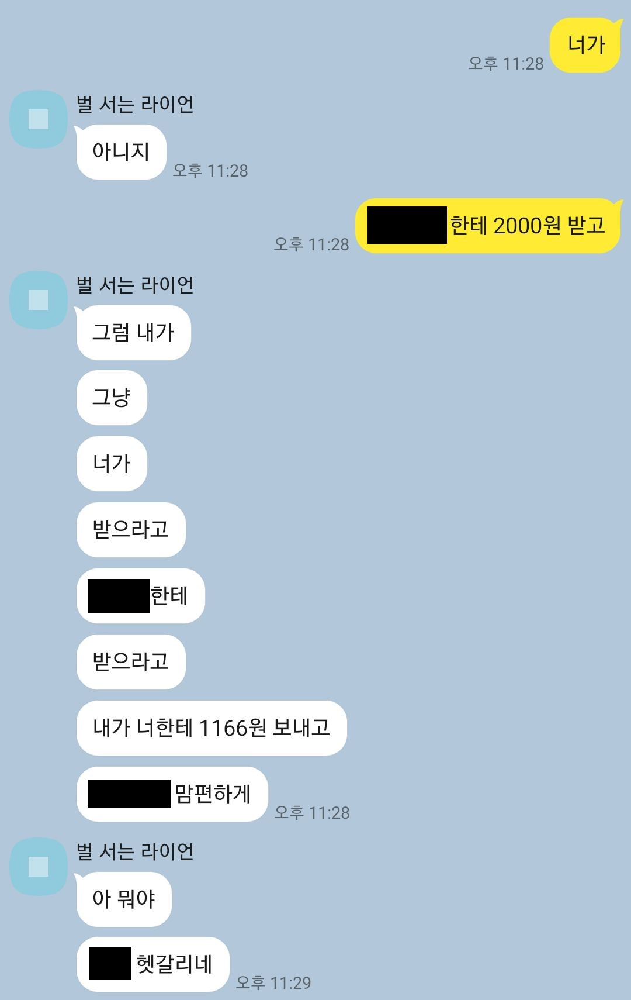 너가
오후 11:28
벌 서는 라이언
아니지
오후 11:28
한테 2000원 받고
오후 11:28
벌 서는 라이언
그럼 내가
그냥
너가
받으라고
한테
받으라고
내가 너한테 1166원 보내고
맘편하게
오후 11:28
벌 서는 라이언
아 뭐야
헷갈리네
오후 11:29